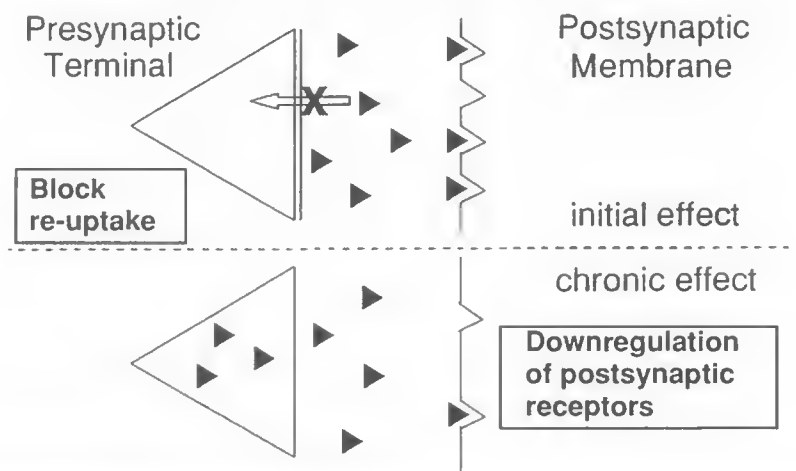 Presynaptic
Terminal
Postsynaptic
Membrane
X
Block
re-uptake
initial effect
chronic effect
Downregulation
of postsynaptic
receptors